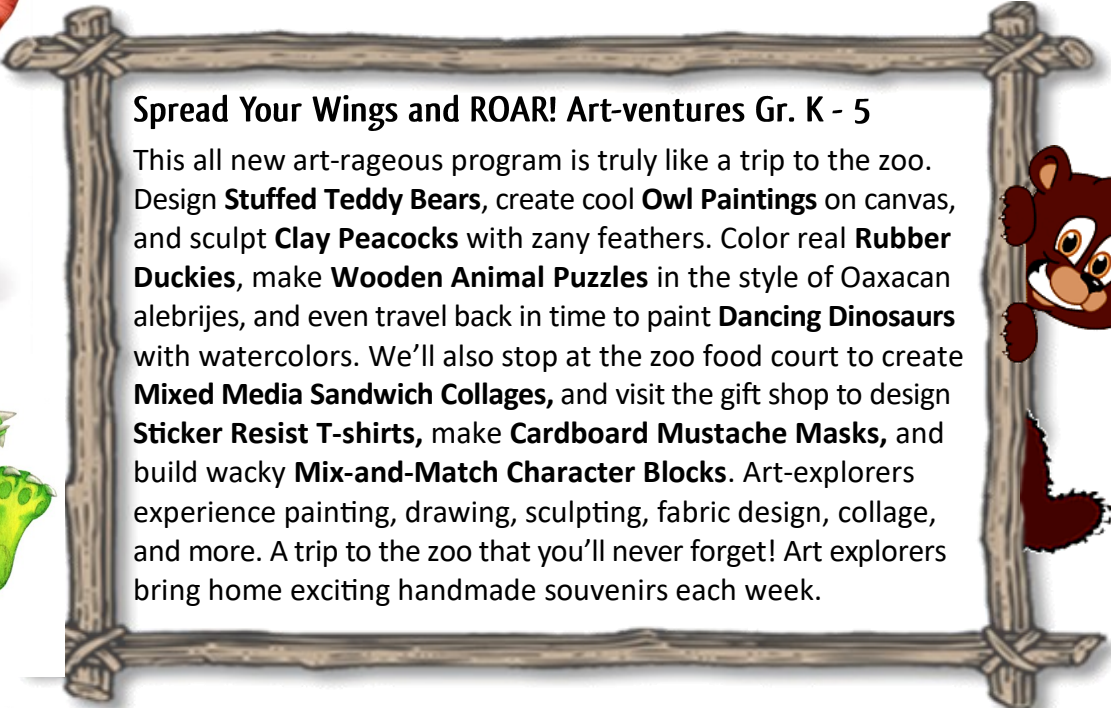 Spread Your Wings and ROAR! Art-ventures Gr. K - 5
This all new art-rageous program is truly like a trip to the zoo.
Design Stuffed Teddy Bears, create cool Owl Paintings on canvas,
and sculpt Clay Peacocks with zany feathers. Color real Rubber
Duckies, make Wooden Animal Puzzles in the style of Oaxacan
alebrijes, and even travel back in time to paint Dancing Dinosaurs
with watercolors. We’ll also stop at the zoo food court to create
Mixed Media Sandwich Collages, and visit the gift shop to design
Sticker Resist T-shirts, make Cardboard Mustache Masks, and
build wacky Mix-and-Match Character Blocks. Art-explorers
experience painting, drawing, sculpting, fabric design, collage,
and more. A trip to the zoo that you’ll never forget! Art explorers
bring home exciting handmade souvenirs each week.